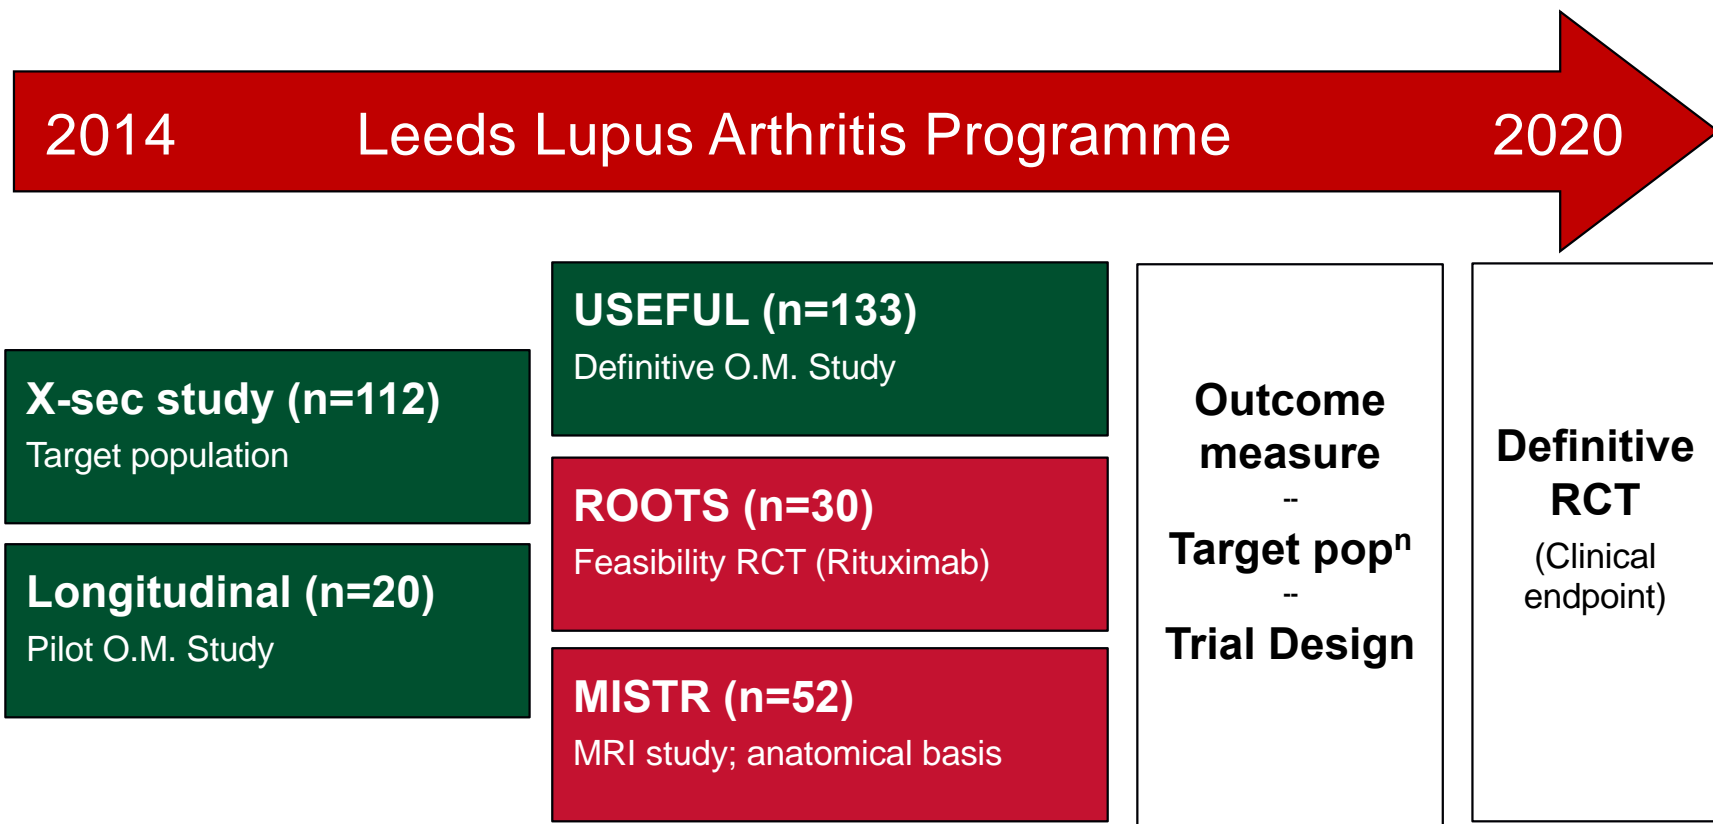 2014 Leeds Lupus Arthritis Programme 2020
X-sec study (n=112)
Target population
Longitudinal (n=20)
Pilot O.M. Study
USEFUL (n=133)
Definitive O.M. Study
ROOTS (n=30)
Feasibility RCT (Rituximab)
MISTR (n=52)
MRI study; anatomical basis
Outcome
measure
--
Target popⁿ
--
Trial Design
Definitive
RCT
(Clinical
endpoint)